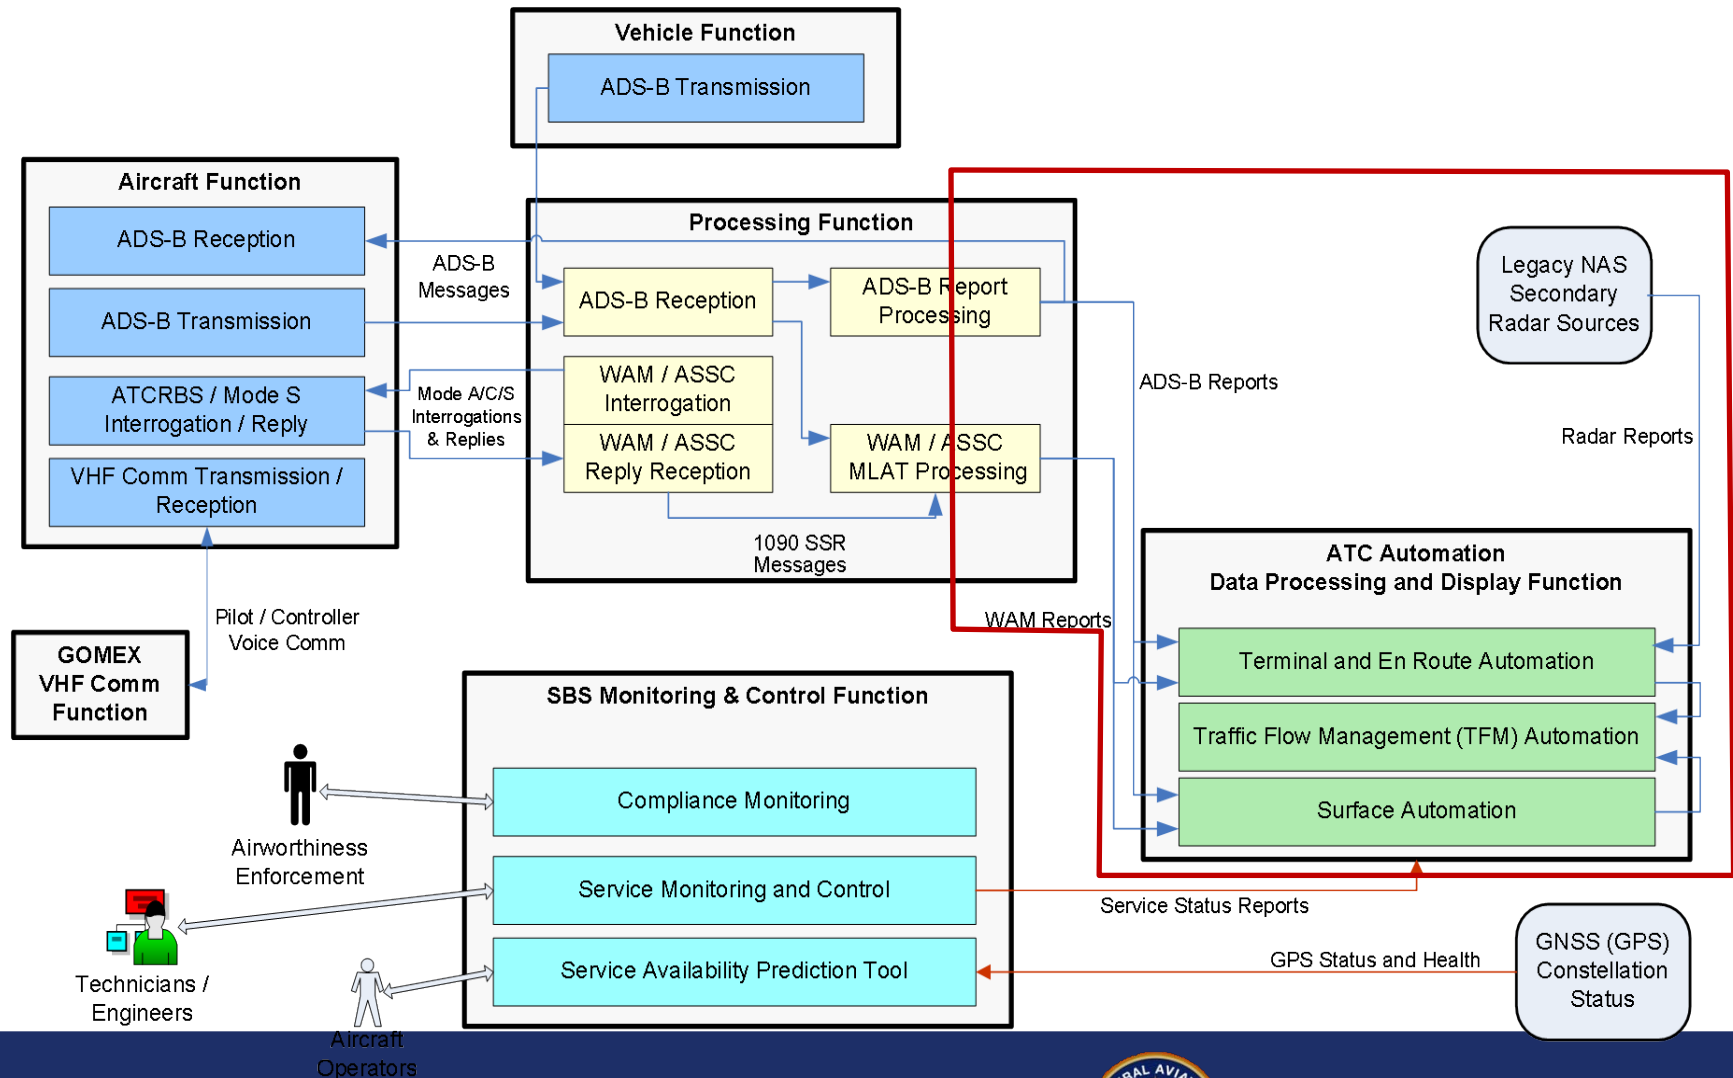 Vehicle Function
ADS-B Transmission
Aircraft Function
ADS-B Reception
ADS-B Transmission
ATCRBS / Mode S
Interrogation / Reply
VHF Comm Transmission /
Reception
ADS-B
Messages
Mode A/C/S
Interrogations
& Replies
Processing Function
ADS-B Reception
ADS-B Report
Processing
WAM / ASSC
Interrogation
WAM / ASSC
Reply Reception
WAM / ASSC
MLAT Processing
1090 SSR
Messages
Legacy NAS
Secondary
Radar Sources
ADS-B Reports
Radar Reports
WAM Reports
ATC Automation
Data Processing and Display Function
Terminal and En Route Automation
Traffic Flow Management (TFM) Automation
Surface Automation
Pilot / Controller
Voice Comm
GOMEX
VHF Comm
Function
SBS Monitoring & Control Function
Compliance Monitoring
Service Monitoring and Control
Service Availability Prediction Tool
Airworthiness
Enforcement
Technicians /
Engineers
Aircraft
Operators
Service Status Reports
GPS Status and Health
GNSS (GPS)
Constellation
Status